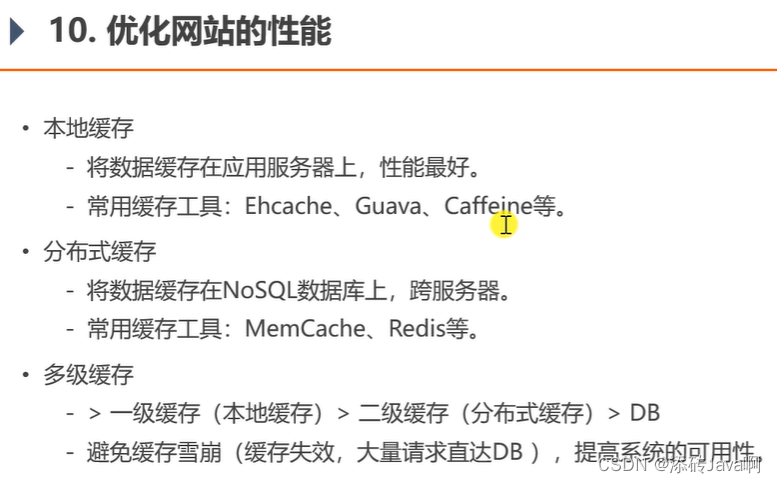 10. 优化网站的性能
• 本地缓存
- 将数据缓存在应用服务器上，性能最好。
- 常用缓存工具：Ehcache、Guava、Caffeine等。
• 分布式缓存
- 将数据缓存在NoSQL数据库上，跨服务器。
- 常用缓存工具：MemCache、Redis等。
• 多级缓存
- > 一级缓存（本地缓存）> 二级缓存（分布式缓存）> DB
- 避免缓存雪崩（缓存失效，大量请求直达DB ），提高系统的可用性。
CSDN @添砖Java啊